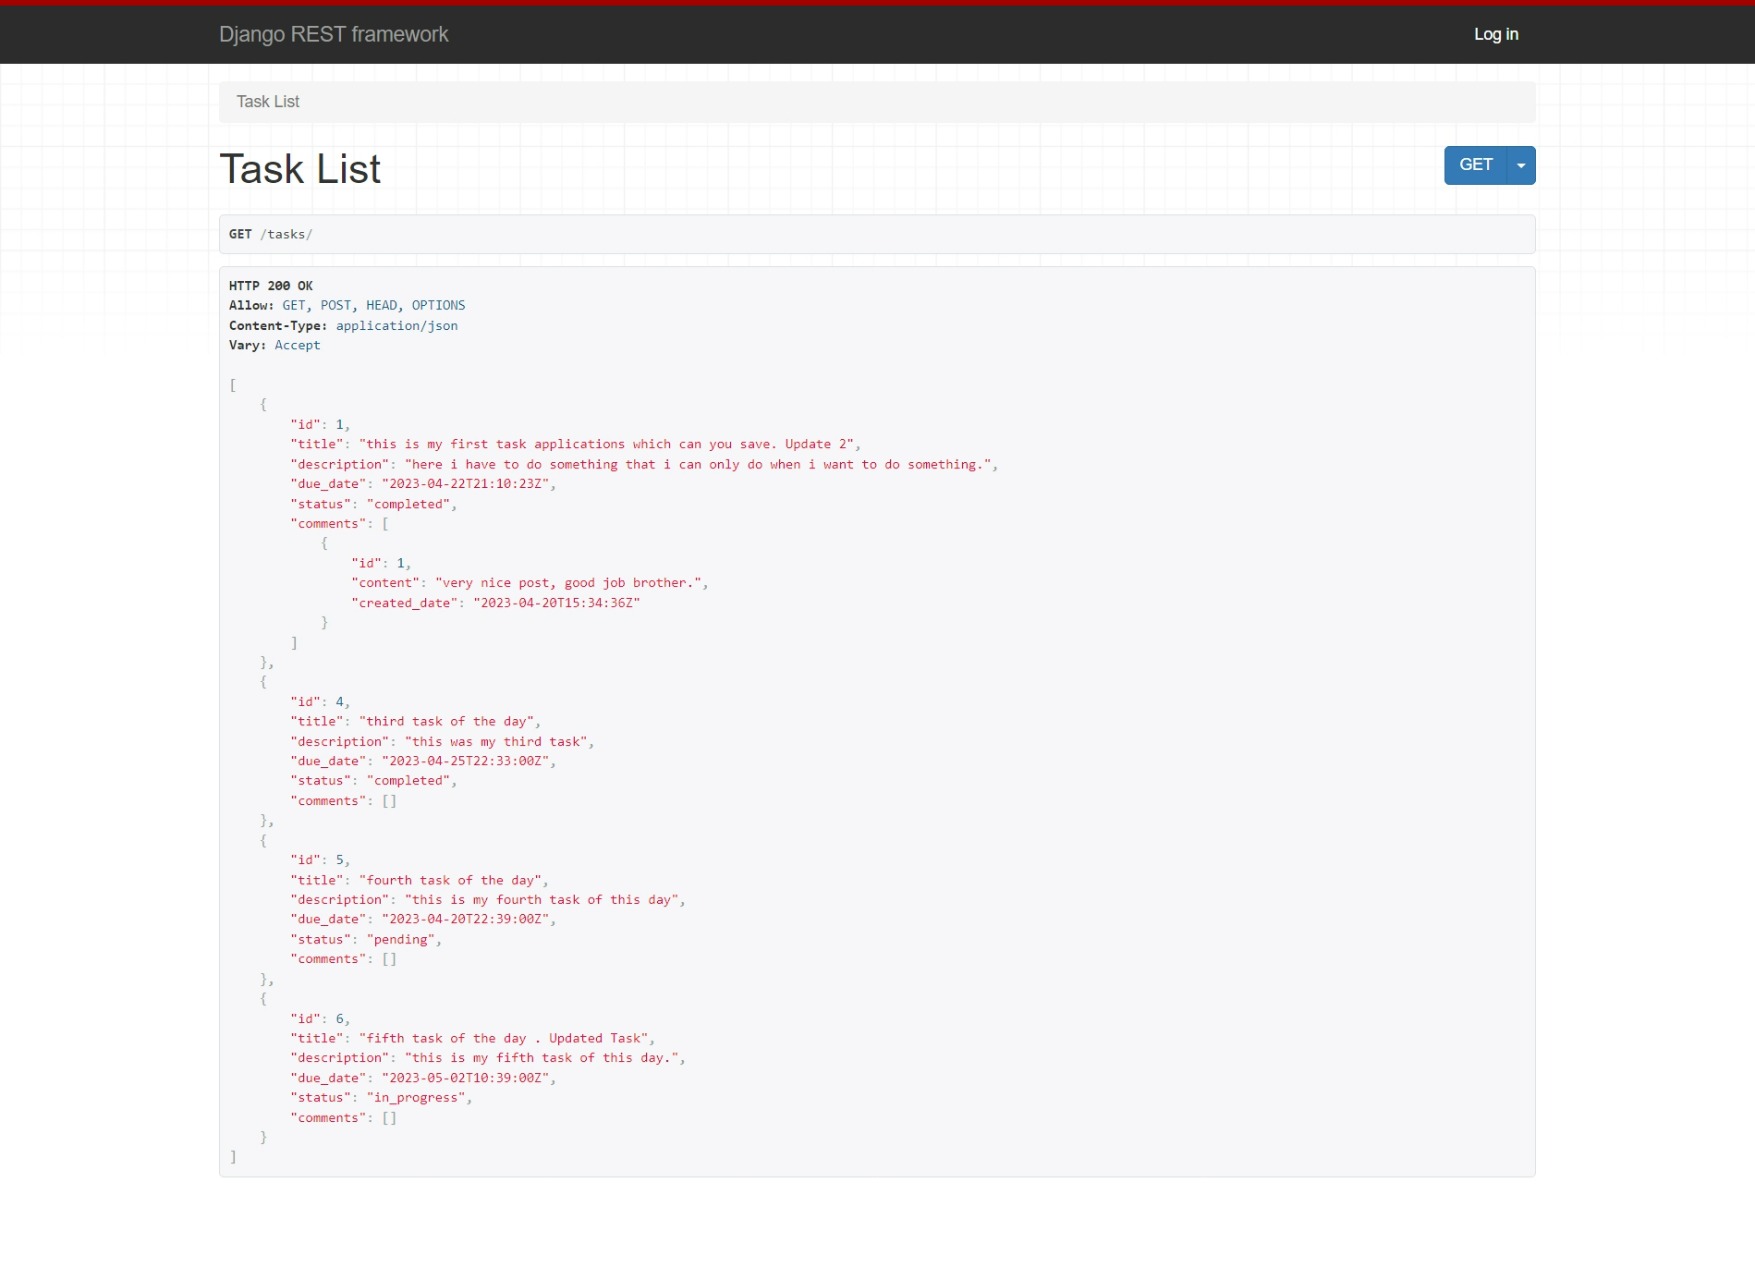 Django REST framework
Log in
Task List
Task List
GET
GET /tasks/
HTTP 200 OK
Allow: GET, POST, HEAD, OPTIONS
Content-Type: application/json
Vary: Accept
[
    {
        "id": 1,
        "title": "this is my first task applications which can you save. Update 2",
        "description": "here i have to do something that i can only do when i want to do something.",
        "due_date": "2023-04-22T21:10:23Z",
        "status": "completed",
        "comments": [
            {
                "id": 1,
                "content": "very nice post, good job brother.",
                "created_date": "2023-04-20T15:34:36Z"
            }
        ]
    },
    {
        "id": 4,
        "title": "third task of the day",
        "description": "this was my third task",
        "due_date": "2023-04-25T22:33:00Z",
        "status": "completed",
        "comments": []
    },
    {
        "id": 5,
        "title": "fourth task of the day",
        "description": "this is my fourth task of this day",
        "due_date": "2023-04-20T22:39:00Z",
        "status": "pending",
        "comments": []
    },
    {
        "id": 6,
        "title": "fifth task of the day . Updated Task",
        "description": "this is my fifth task of this day.",
        "due_date": "2023-05-02T10:39:00Z",
        "status": "in_progress",
        "comments": []
    }
]